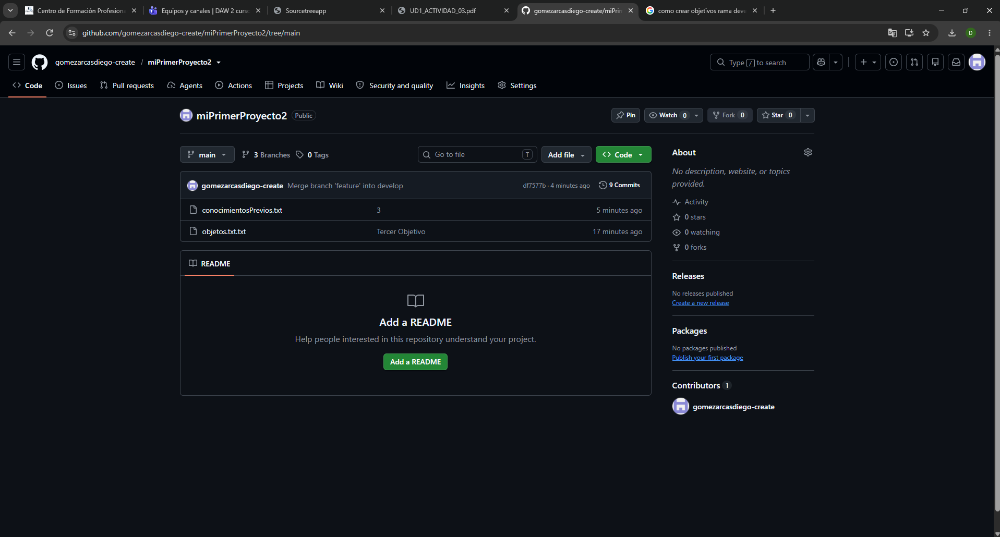 Centro de Formación Profesiona
Equipos y canales | DAW 2 curso
Sourcetreeapp
UD1_ACTIVIDAD_03.pdf
gomezarcasdiego-create/miPrim
como crear objetivos rama deve
github.com/gomezarcasdiego-create/miPrimerProyecto2/tree/main
D
gomezarcasdiego-create / miPrimerProyecto2
Type / to search
Code
Issues
Pull requests
Agents
Actions
Projects
Wiki
Security and quality
Insights
Settings
miPrimerProyecto2 Public
Pin
Watch 0
Fork 0
Star 0
main
3 Branches
0 Tags
Go to file T
Add file
Code
gomezarcasdiego-create Merge branch 'feature' into develop
df7577b · 4 minutes ago
9 Commits
conocimientosPrevios.txt 3 5 minutes ago
objetos.txt.txt Tercer Objetivo 17 minutes ago
README
Add a README
Help people interested in this repository understand your project.
Add a README
About
No description, website, or topics
provided.
Activity
0 stars
0 watching
0 forks
Releases
No releases published
Create a new release
Packages
No packages published
Publish your first package
Contributors 1
gomezarcasdiego-create